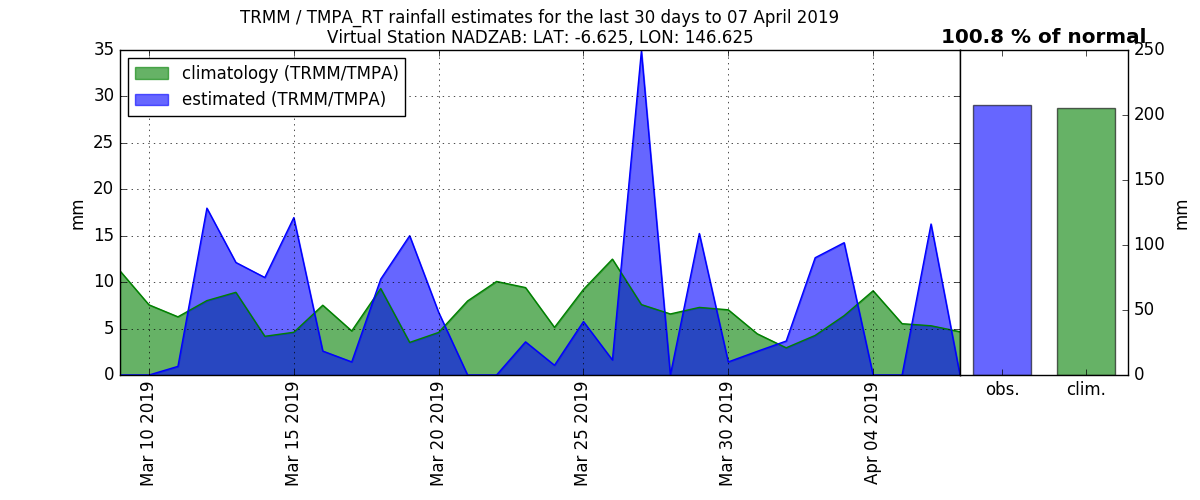 TRMM / TMPA_RT rainfall estimates for the last 30 days to 07 April 2019
Virtual Station NADZAB: LAT: -6.625, LON: 146.625
100.8 % of normal
climatology (TRMM/TMPA)
estimated (TRMM/TMPA)
35
30
25
20
15
10
5
0
mm
Mar 10 2019
Mar 15 2019
Mar 20 2019
Mar 25 2019
Mar 30 2019
Apr 04 2019
obs.
clim.
250
200
150
100
50
0
mm